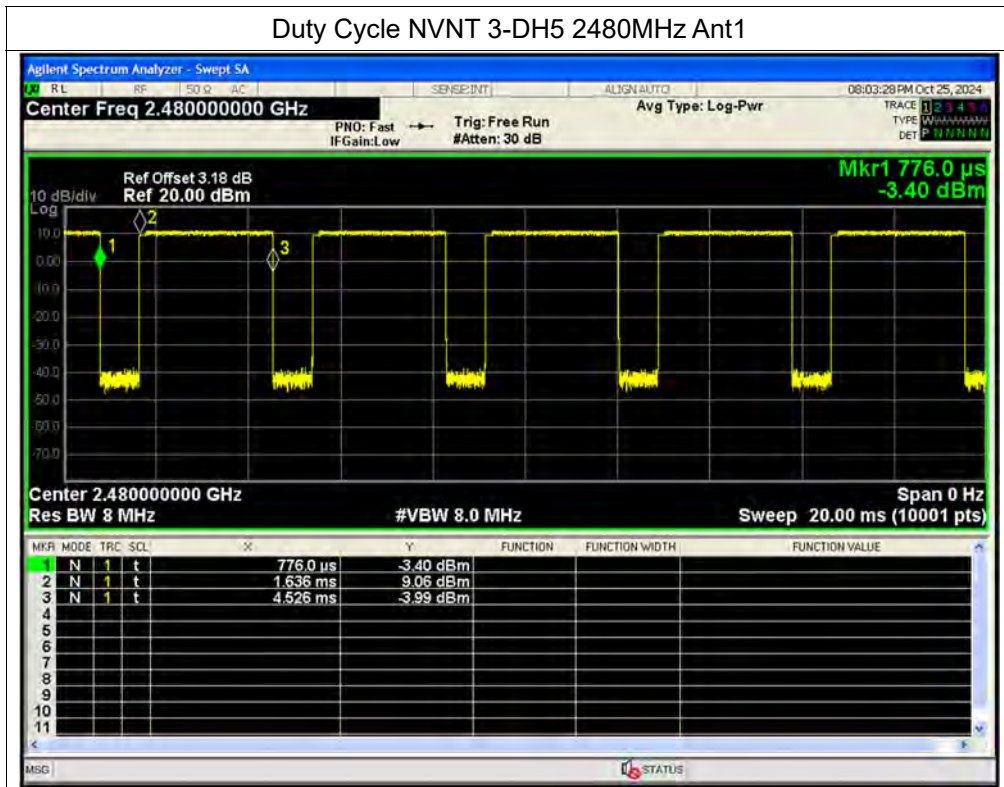 Duty Cycle NVNT 3-DH5 2480MHz Ant1
Agilent Spectrum Analyzer - Swept SA
RL RF 50 Ω AC SENSE:INT ALIGN AUTO 08:03:28 PM Oct 25, 2024
Center Freq 2.480000000 GHz Avg Type: Log-Pwr TRACE 1 2 3 4 5 6
PNO: Fast Trig: Free Run TYPE W
IFGain:Low #Atten: 30 dB DET P N N N N N
Mkr1 776.0 µs
-3.40 dBm
Ref Offset 3.18 dB
10 dB/div Ref 20.00 dBm
Log
10.0
0.00
-10.0
-20.0
-30.0
-40.0
-50.0
-60.0
-70.0
1
2
3
Center 2.480000000 GHz Span 0 Hz
Res BW 8 MHz #VBW 8.0 MHz Sweep 20.00 ms (10001 pts)
MKR MODE TRC SCL X Y FUNCTION FUNCTION WIDTH FUNCTION VALUE
1 N 1 t 776.0 µs -3.40 dBm
2 N 1 t 1.636 ms 9.06 dBm
3 N 1 t 4.526 ms -3.99 dBm
4
5
6
7
8
9
10
11
MSG STATUS